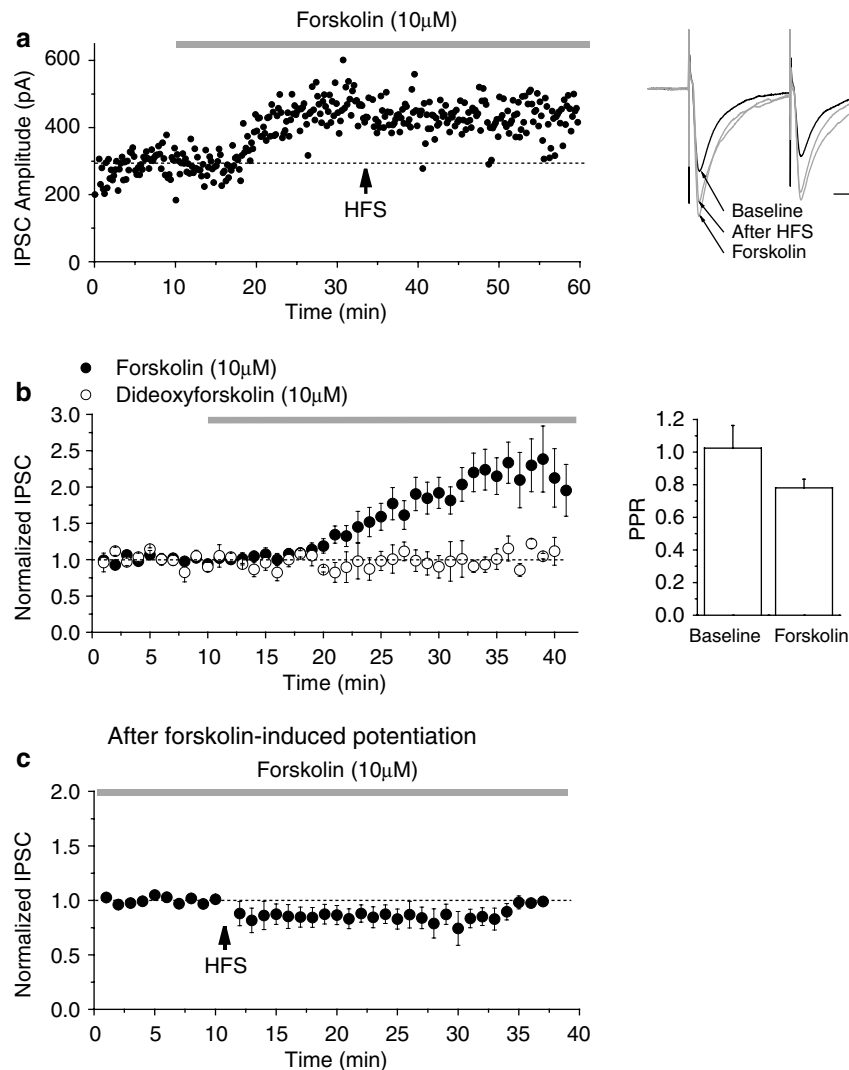 a
Forskolin (10μM)
600
400
200
0
IPSC Amplitude (pA)
HFS
0 10 20 30 40 50 60
Time (min)
Baseline
After HFS
Forskolin
b
Forskolin (10μM)
Dideoxyforskolin (10μM)
3.0
2.5
2.0
1.5
1.0
0.5
0.0
Normalized IPSC
0 5 10 15 20 25 30 35 40
Time (min)
1.2
1.0
0.8
0.6
0.4
0.2
0.0
PPR
Baseline Forskolin
After forskolin-induced potentiation
c
Forskolin (10μM)
2.0
1.5
1.0
0.5
0.0
Normalized IPSC
HFS
0 5 10 15 20 25 30 35 40
Time (min)